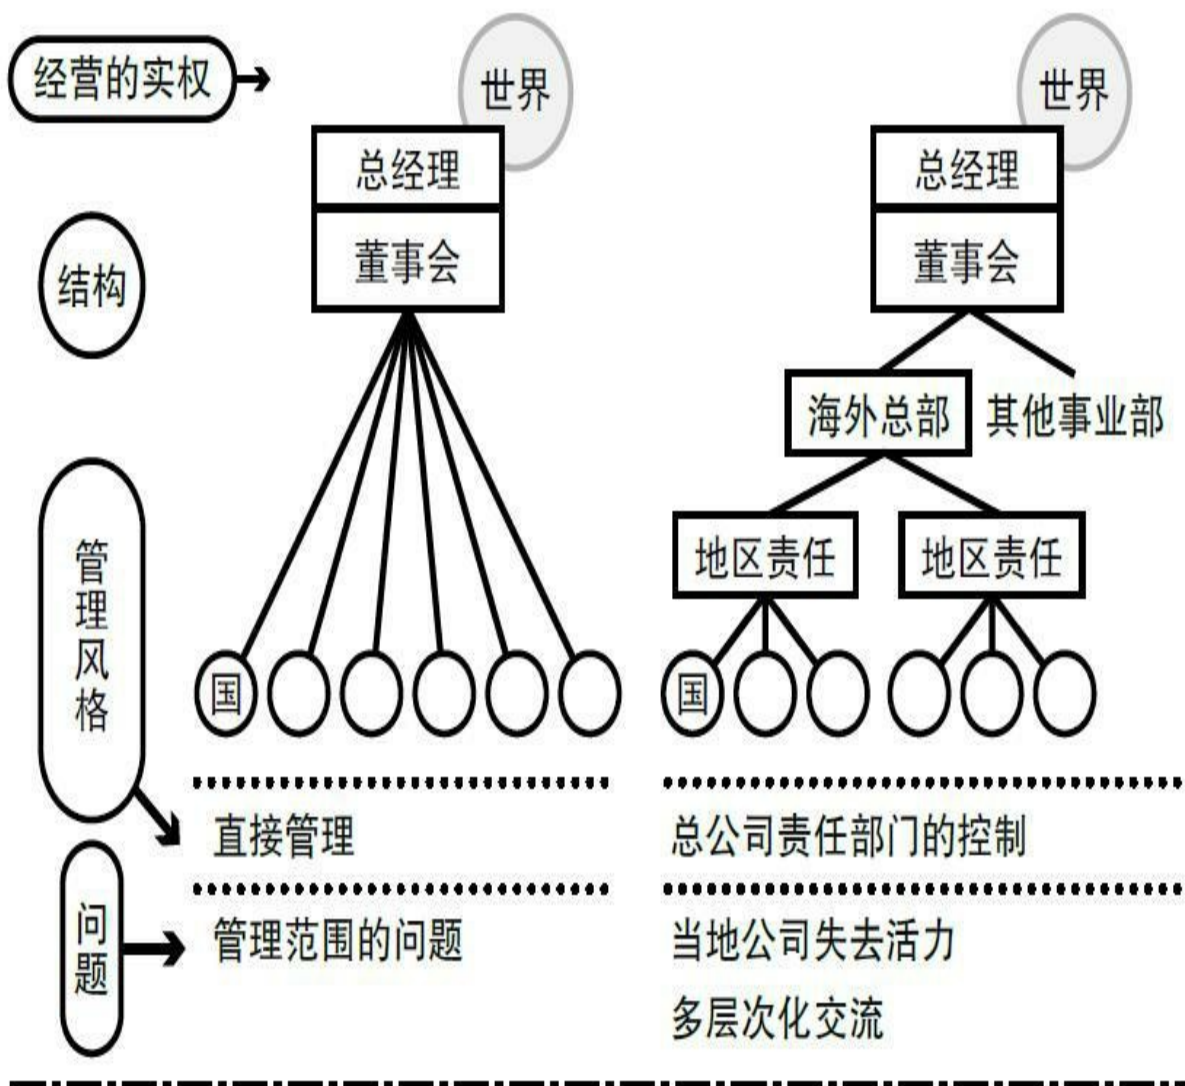 经营的实权
世界
世界
总经理
总经理
董事会
董事会
结构
海外总部
其他事业部
管理风格
地区责任
地区责任
国
国
直接管理
总公司责任部门的控制
问题
管理范围的问题
当地公司失去活力
多层次化交流